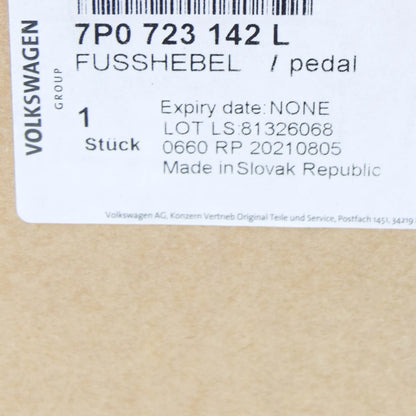 VOLKSWAGEN
GROUP
7P0 723 142 L
FUSSHEBEL / pedal
1
Stück
Expiry date: NONE
LOT LS:81326068
0660 RP 20210805
Made in Slovak Republic
Volkswagen AG, Konzern Vertrieb Original Teile und Service, Postfach 1451, 34219